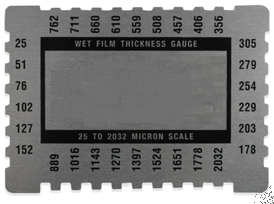 762 711 660 610 559 508 457 406 356
25 WET FILM THICKNESS GAUGE 305
51 279
76 254
102 229
127 203
152 25 TO 2032 MICRON SCALE 178
889 1016 1143 1270 1397 1524 1651 1778 2032